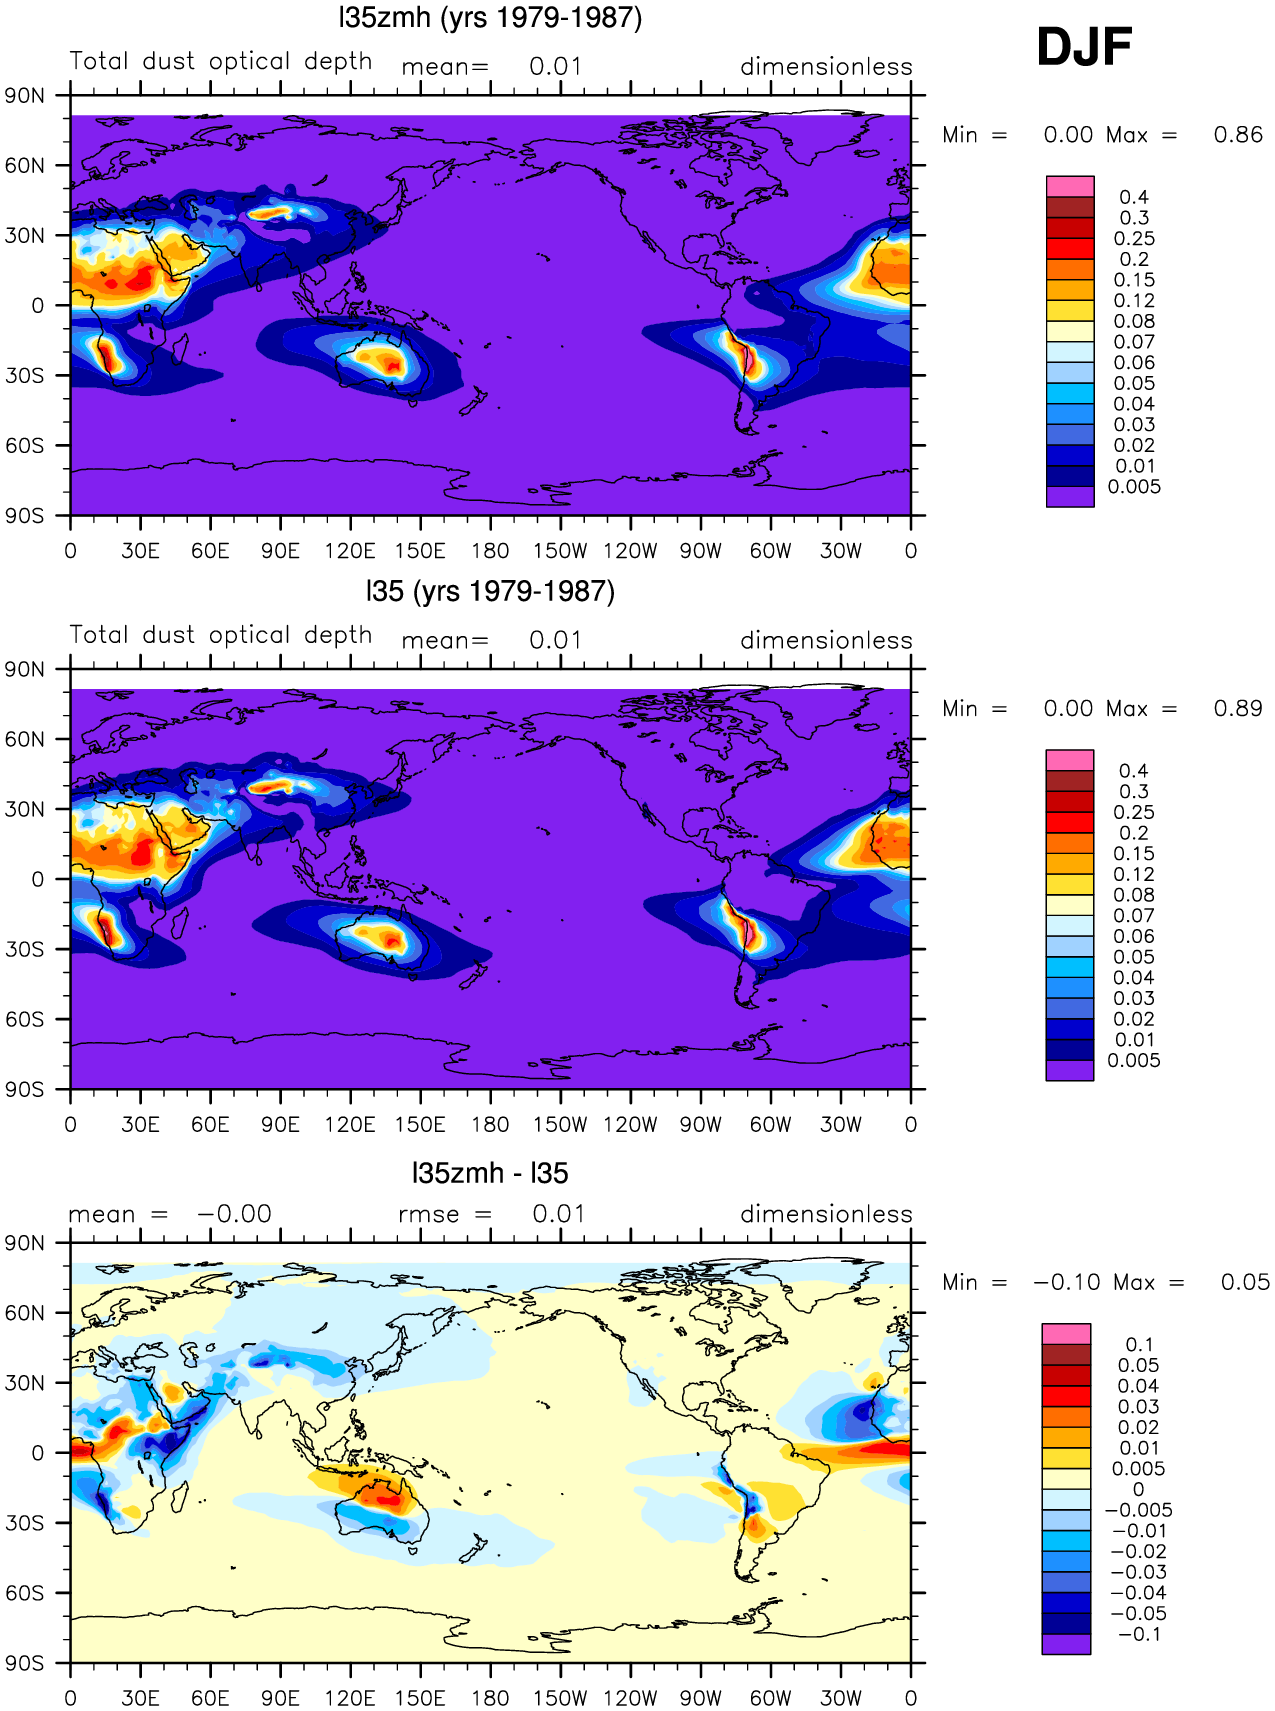 l35zmh (yrs 1979-1987)
DJF
Total dust optical depth mean= 0.01 dimensionless
Min = 0.00 Max = 0.86
90N
60N
30N
0
30S
60S
90S
0 30E 60E 90E 120E 150E 180 150W 120W 90W 60W 30W 0
0.4
0.3
0.25
0.2
0.15
0.12
0.08
0.07
0.06
0.05
0.04
0.03
0.02
0.01
0.005
l35 (yrs 1979-1987)
Total dust optical depth mean= 0.01 dimensionless
Min = 0.00 Max = 0.89
90N
60N
30N
0
30S
60S
90S
0 30E 60E 90E 120E 150E 180 150W 120W 90W 60W 30W 0
0.4
0.3
0.25
0.2
0.15
0.12
0.08
0.07
0.06
0.05
0.04
0.03
0.02
0.01
0.005
l35zmh - l35
mean = −0.00 rmse = 0.01 dimensionless
Min = −0.10 Max = 0.05
90N
60N
30N
0
30S
60S
90S
0 30E 60E 90E 120E 150E 180 150W 120W 90W 60W 30W 0
0.1
0.05
0.04
0.03
0.02
0.01
0.005
0
−0.005
−0.01
−0.02
−0.03
−0.04
−0.05
−0.1